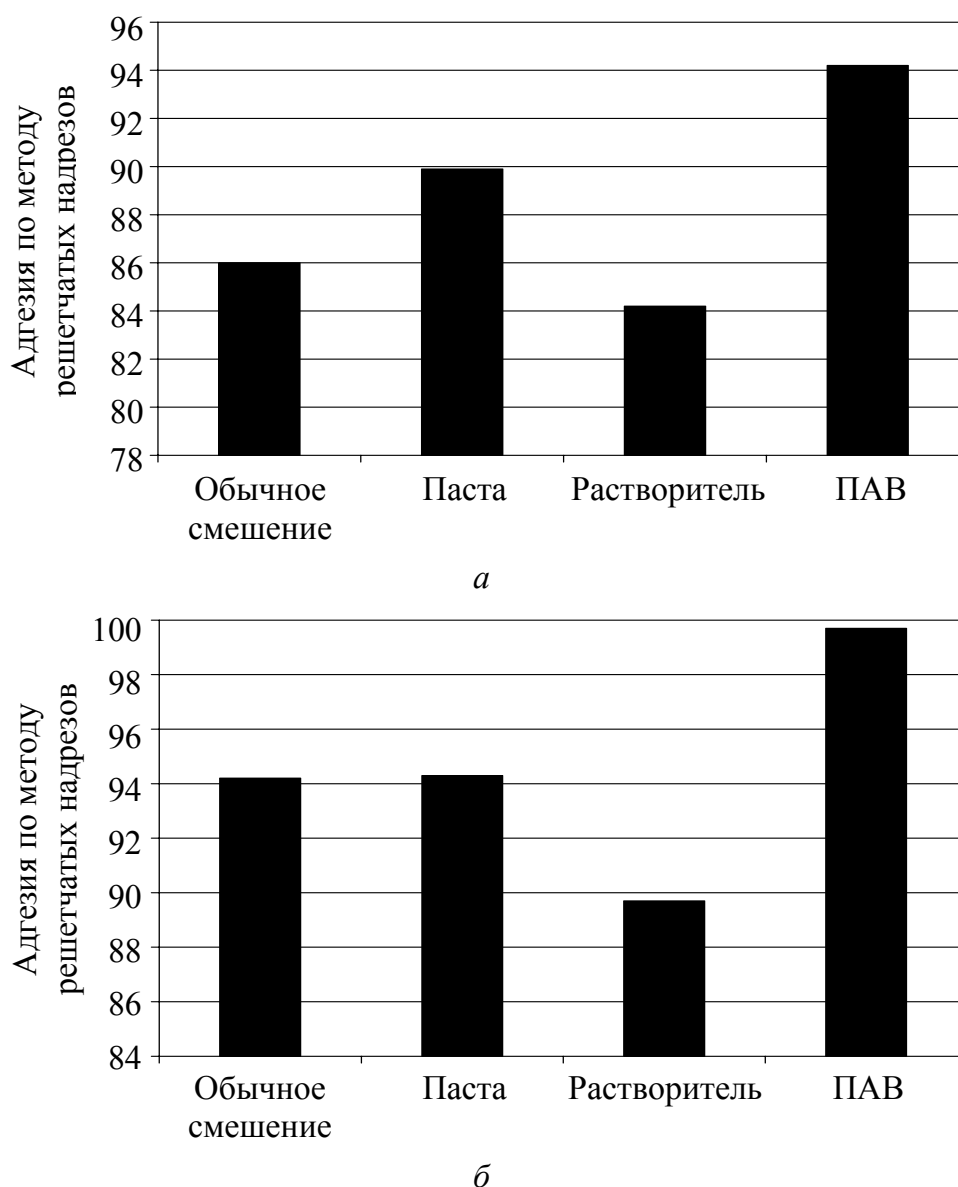 Адгезия по методу
решетчатых надрезов
96
94
92
90
88
86
84
82
80
78
Обычное Паста Растворитель ПАВ
смешение
а
Адгезия по методу
решетчатых надрезов
100
98
96
94
92
90
88
86
84
Обычное Паста Растворитель ПАВ
смешение
б